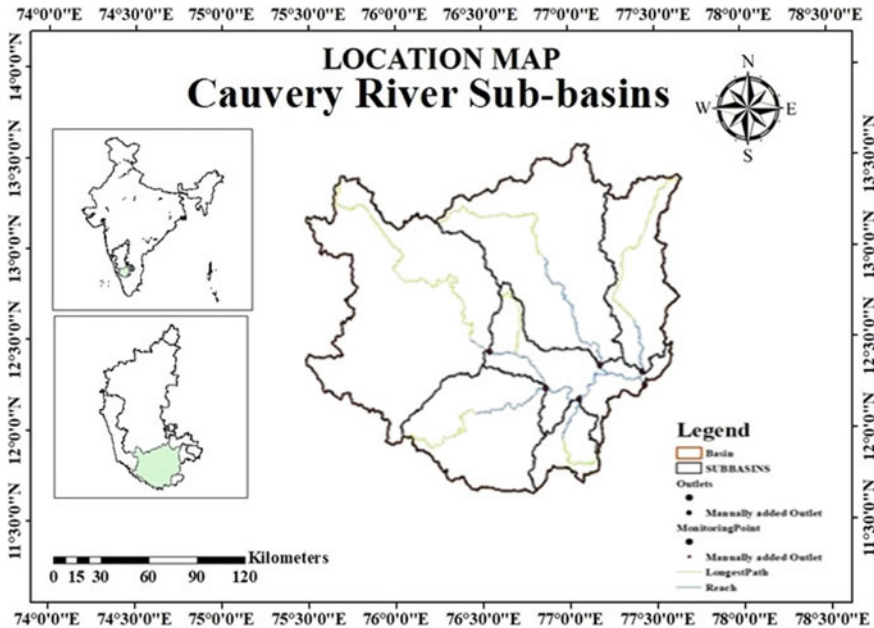 74°0'0"E 74°30'0"E 75°0'0"E 75°30'0"E 76°0'0"E 76°30'0"E 77°0'0"E 77°30'0"E 78°0'0"E 78°30'0"E
LOCATION MAP
Cauvery River Sub-basins
N
W E
S
14°0'0"N
13°30'0"N
13°0'0"N
12°30'0"N
12°0'0"N
11°30'0"N
14°0'0"N
13°30'0"N
13°0'0"N
12°30'0"N
12°0'0"N
11°30'0"N
Legend
Basin
SUBBASINS
Outlets
Manually added Outlet
MonitoringPoint
Manually added Outlet
LongestPath
Reach
Kilometers
0 15 30 60 90 120
74°0'0"E 74°30'0"E 75°0'0"E 75°30'0"E 76°0'0"E 76°30'0"E 77°0'0"E 77°30'0"E 78°0'0"E 78°30'0"E